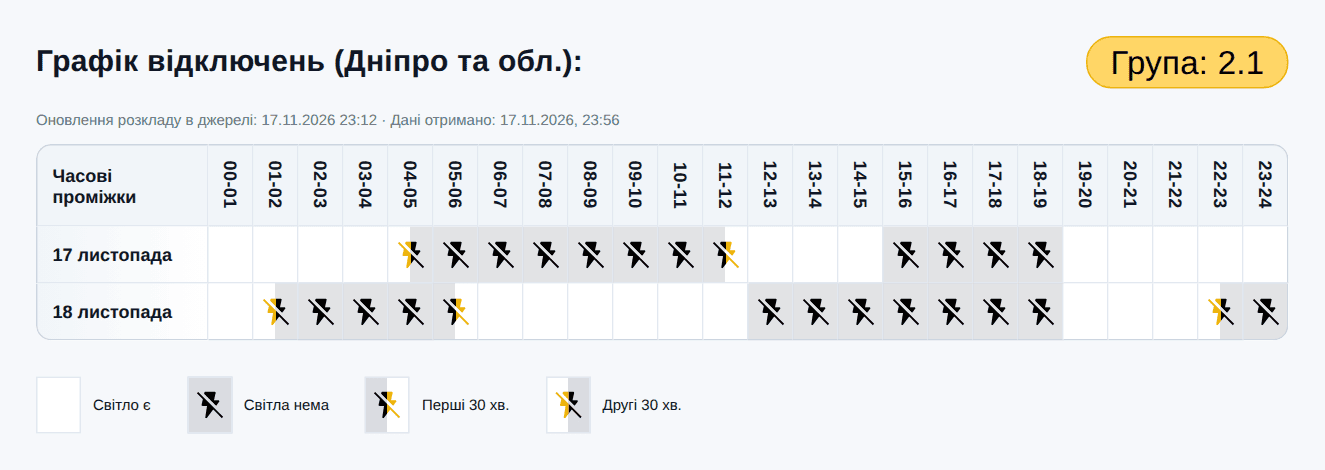 Графік відключень (Дніпро та обл.):
Група: 2.1
Оновлення розкладу в джерелі: 17.11.2026 23:12 · Дані отримано: 17.11.2026, 23:56
Часові
проміжки
00-01 01-02 02-03 03-04 04-05 05-06 06-07 07-08 08-09 09-10 10-11 11-12 12-13 13-14 14-15 15-16 16-17 17-18 18-19 19-20 20-21 21-22 22-23 23-24
17 листопада
18 листопада
Світло є
Світла нема
Перші 30 хв.
Другі 30 хв.